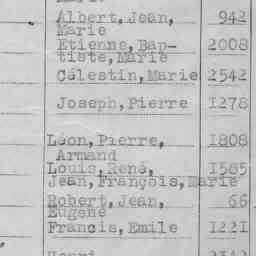 Albert, Jean, 942
Marie
Etienne, Bap- 2008
tiste, Marie
Célestin, Marie 2542
Joseph, Pierre 1278
Léon, Pierre, 1808
Armand
Louis, René, 1585
Jean, François, Marie
Robert, Jean, 66
Eugène
Francis, Emile 1221